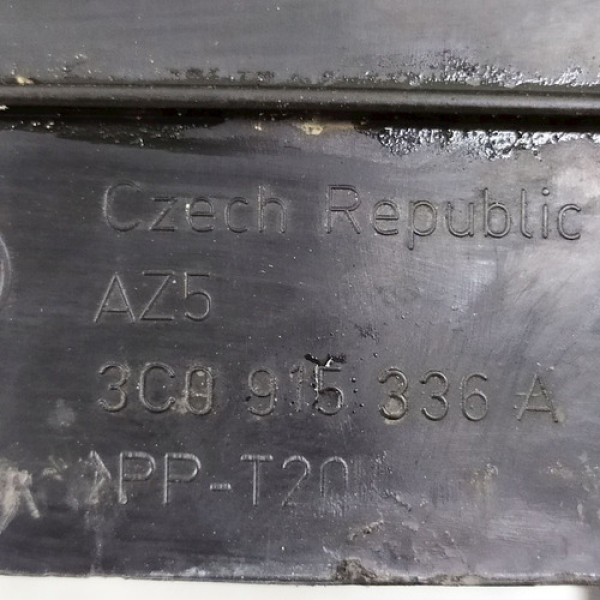 Czech Republic
AZ5
3C0 915 336 A
>PP-T20